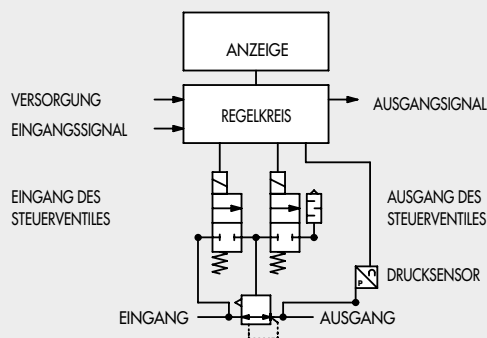 ANZEIGE
VERSORGUNG
REGELKREIS
AUSGANGSIGNAL
EINGANGSSIGNAL
EINGANG DES
STEUERVENTILES
AUSGANG DES
STEUERVENTILES
P
DRUCKSENSOR
EINGANG
AUSGANG